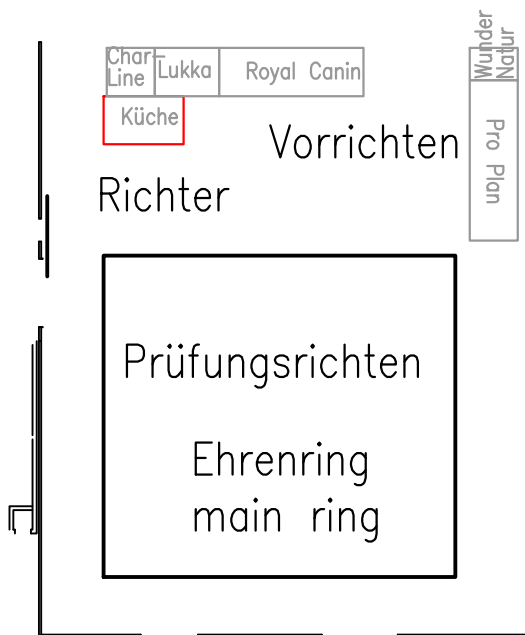 Char-
Line
Lukka
Royal Canin
Wunder
Natur
Küche
Vorrichten
Pro Plan
Richter
Prüfungsrichten
Ehrenring
main ring